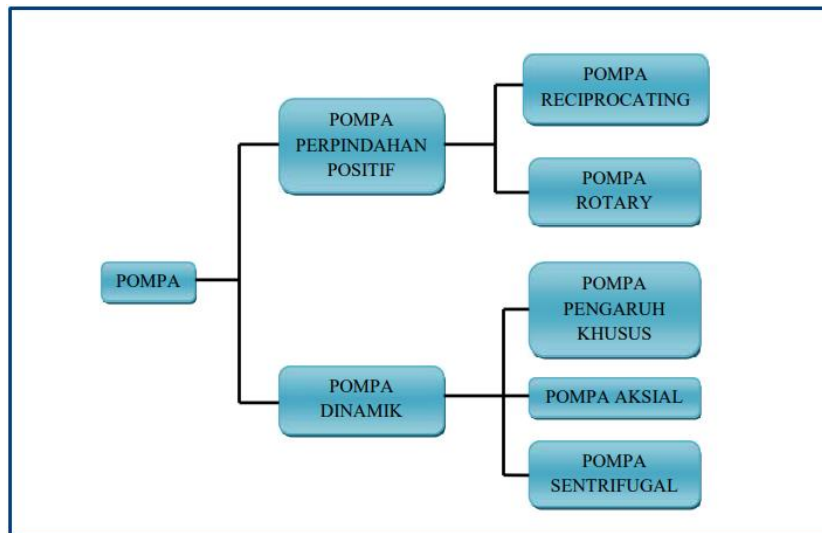 POMPA
POMPA
PERPINDAHAN
POSITIF
POMPA
RECIPROCATING
POMPA
ROTARY
POMPA
DINAMIK
POMPA
PENGARUH
KHUSUS
POMPA AKSIAL
POMPA
SENTRIFUGAL